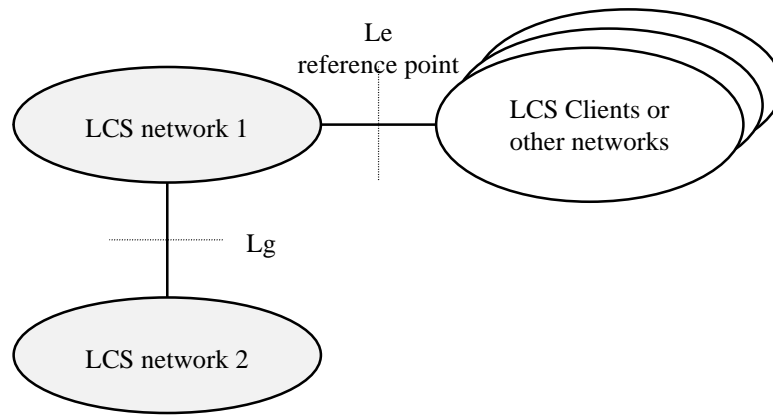 Le
reference point
LCS network 1
LCS Clients or
other networks
Lg
LCS network 2